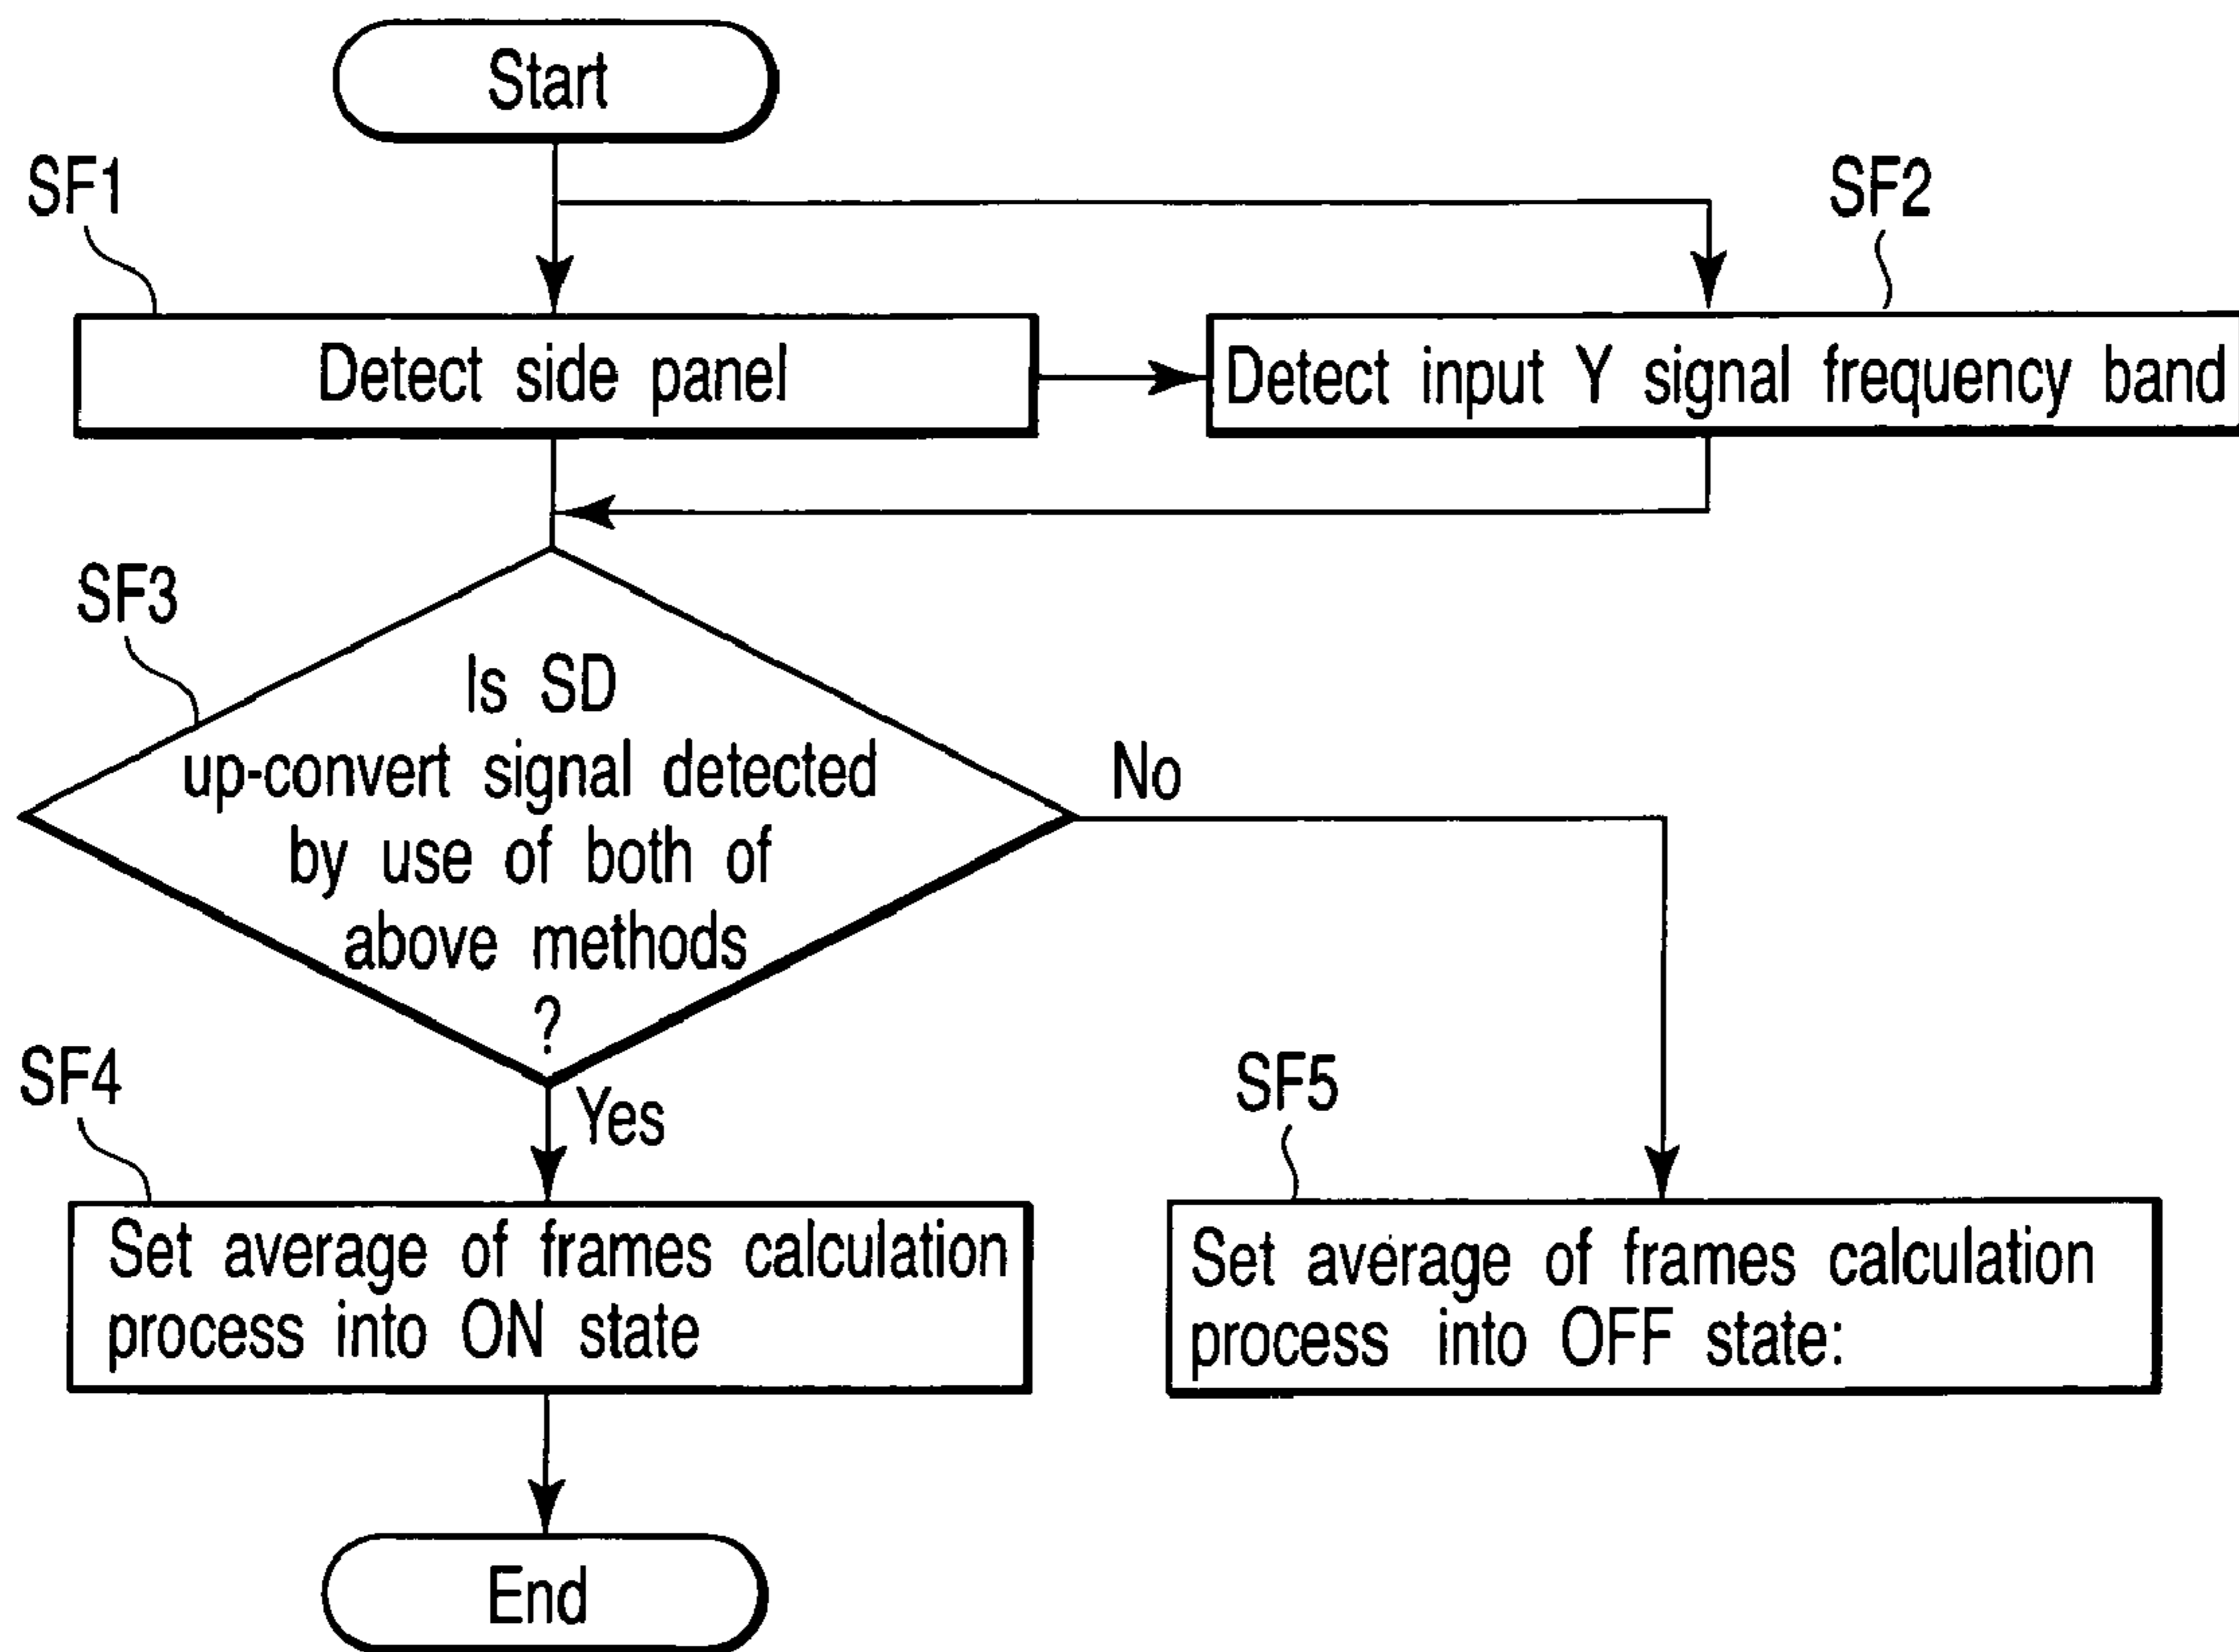 Start
SF1
SF2
Detect side panel
Detect input Y signal frequency band
SF3
Is SD
up-convert signal detected
by use of both of
above methods
?
No
Yes
SF4
SF5
Set average of frames calculation
process into ON state
Set average of frames calculation
process into OFF state:
End